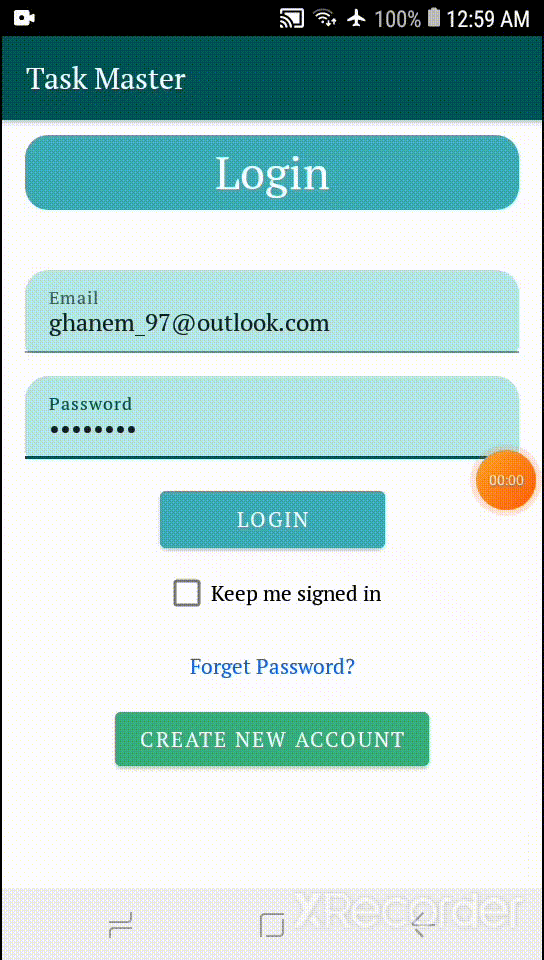 100% 12:59 AM
Task Master
Login
Email
ghanem_97@outlook.com
Password
00:00
LOGIN
Keep me signed in
Forget Password?
CREATE NEW ACCOUNT
XRecorder